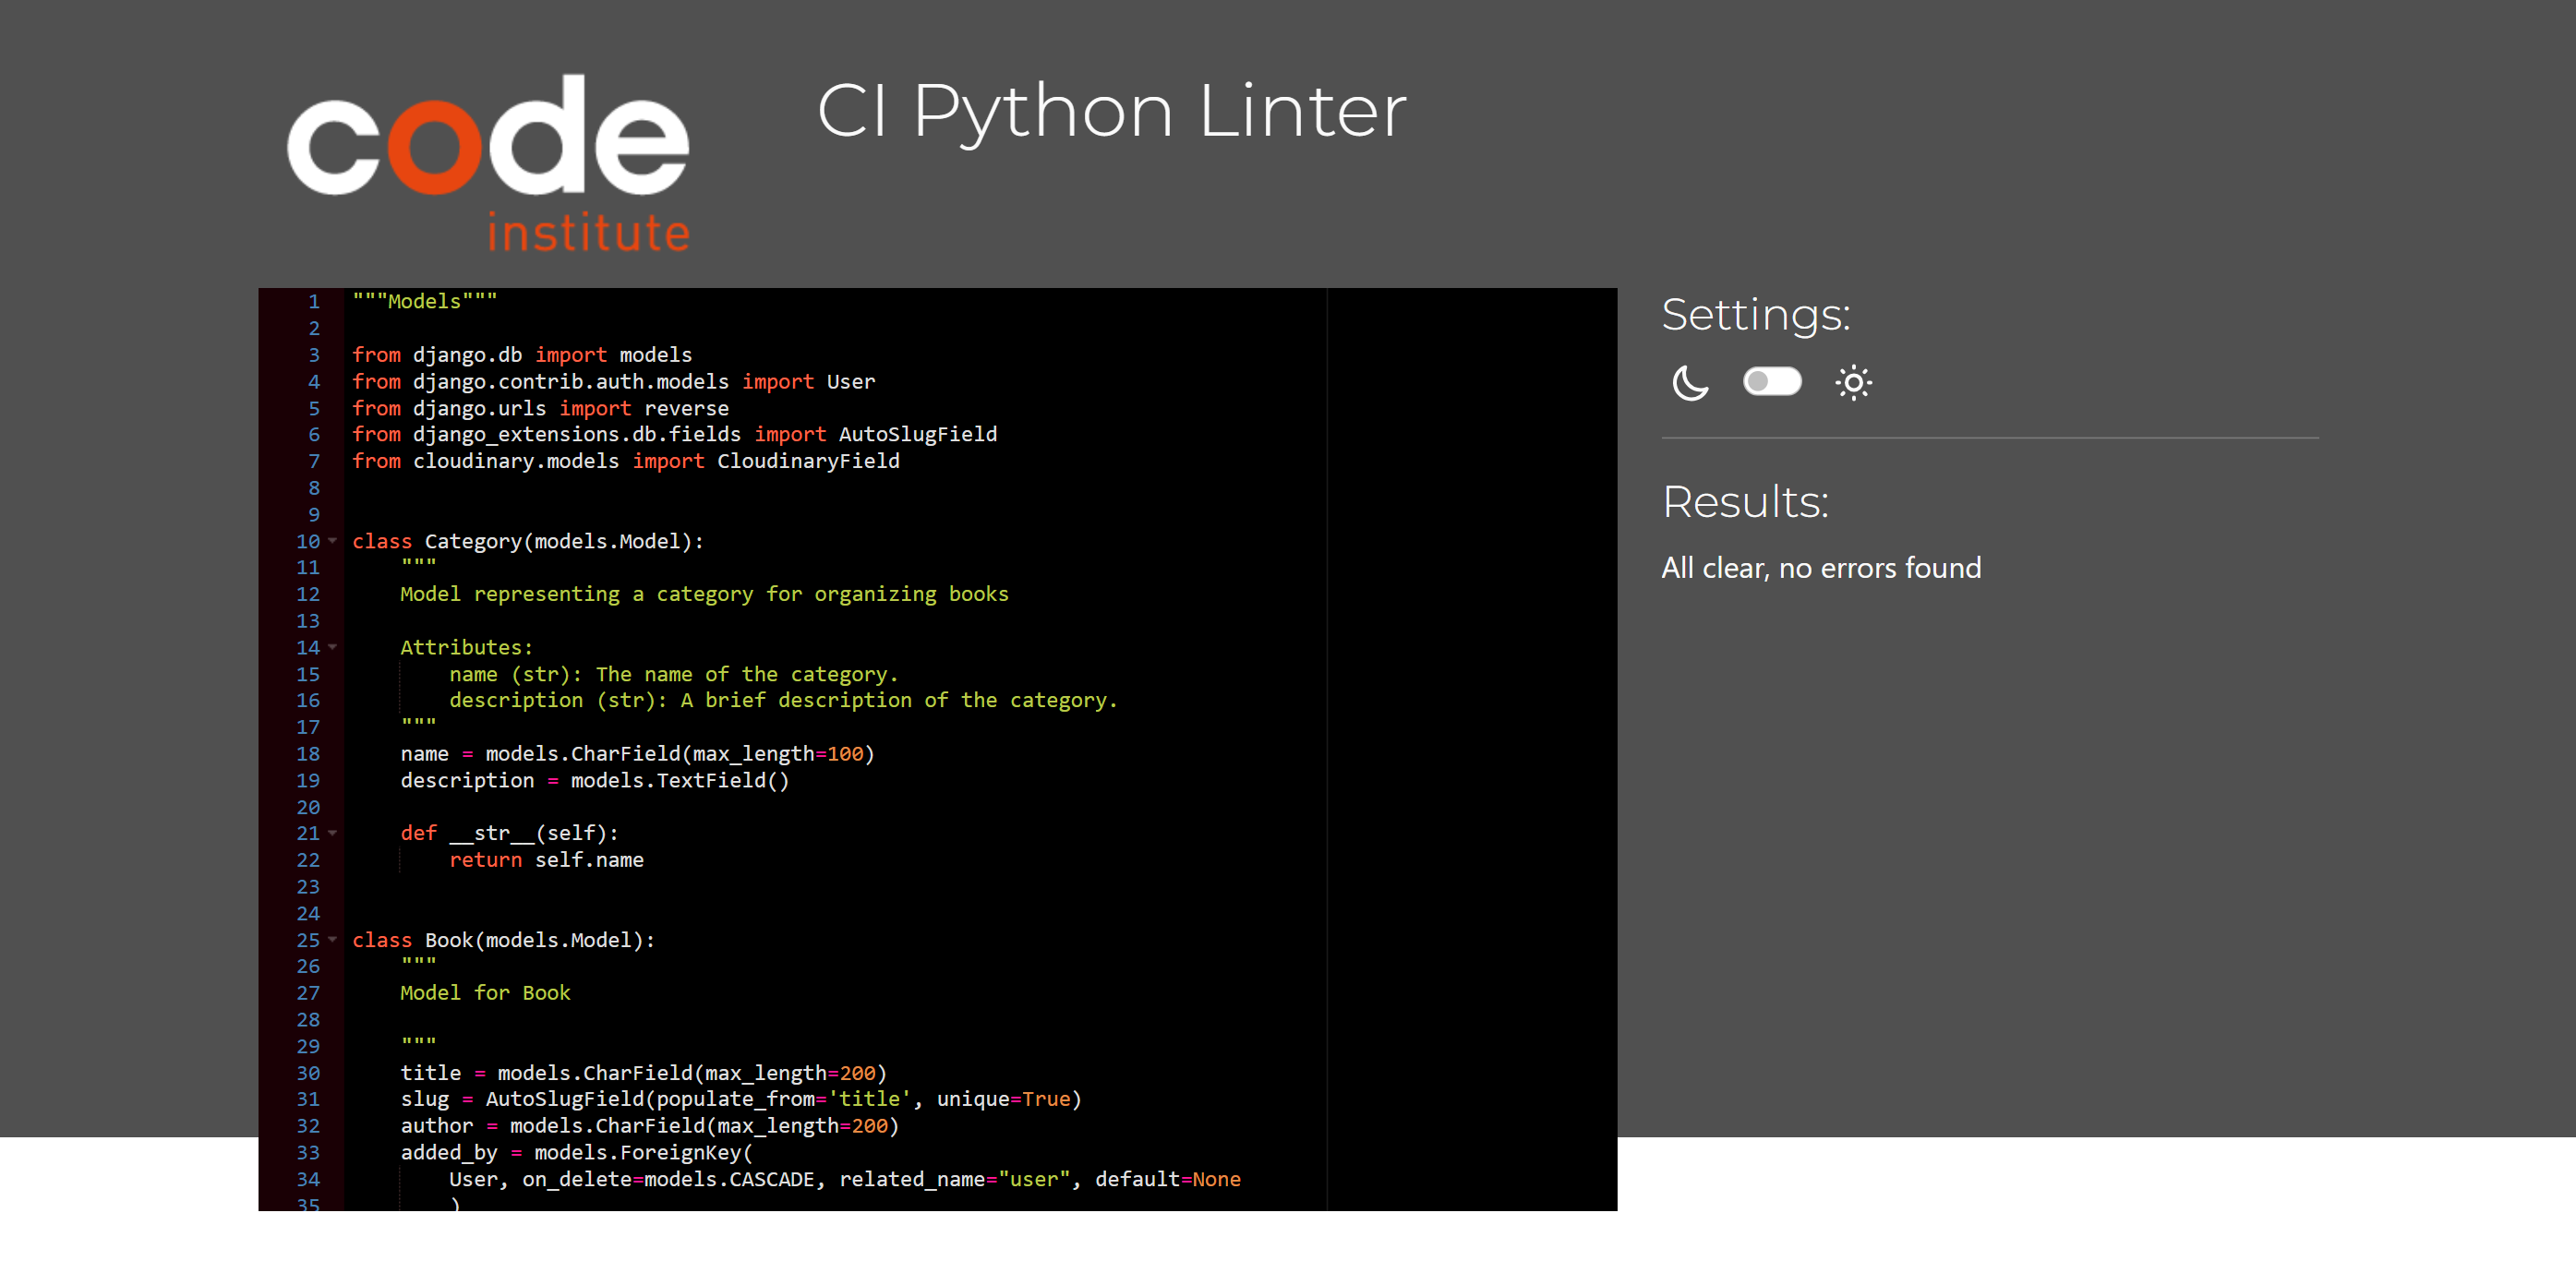 code
institute
CI Python Linter
1 """Models"""
2
3 from django.db import models
4 from django.contrib.auth.models import User
5 from django.urls import reverse
6 from django_extensions.db.fields import AutoSlugField
7 from cloudinary.models import CloudinaryField
8
9
10 class Category(models.Model):
11     """
12     Model representing a category for organizing books
13
14     Attributes:
15         name (str): The name of the category.
16         description (str): A brief description of the category.
17     """
18     name = models.CharField(max_length=100)
19     description = models.TextField()
20
21     def __str__(self):
22         return self.name
23
24
25 class Book(models.Model):
26     """
27     Model for Book
28
29     """
30     title = models.CharField(max_length=200)
31     slug = AutoSlugField(populate_from='title', unique=True)
32     author = models.CharField(max_length=200)
33     added_by = models.ForeignKey(
34         User, on_delete=models.CASCADE, related_name="user", default=None
35         )
Settings:
Results:
All clear, no errors found